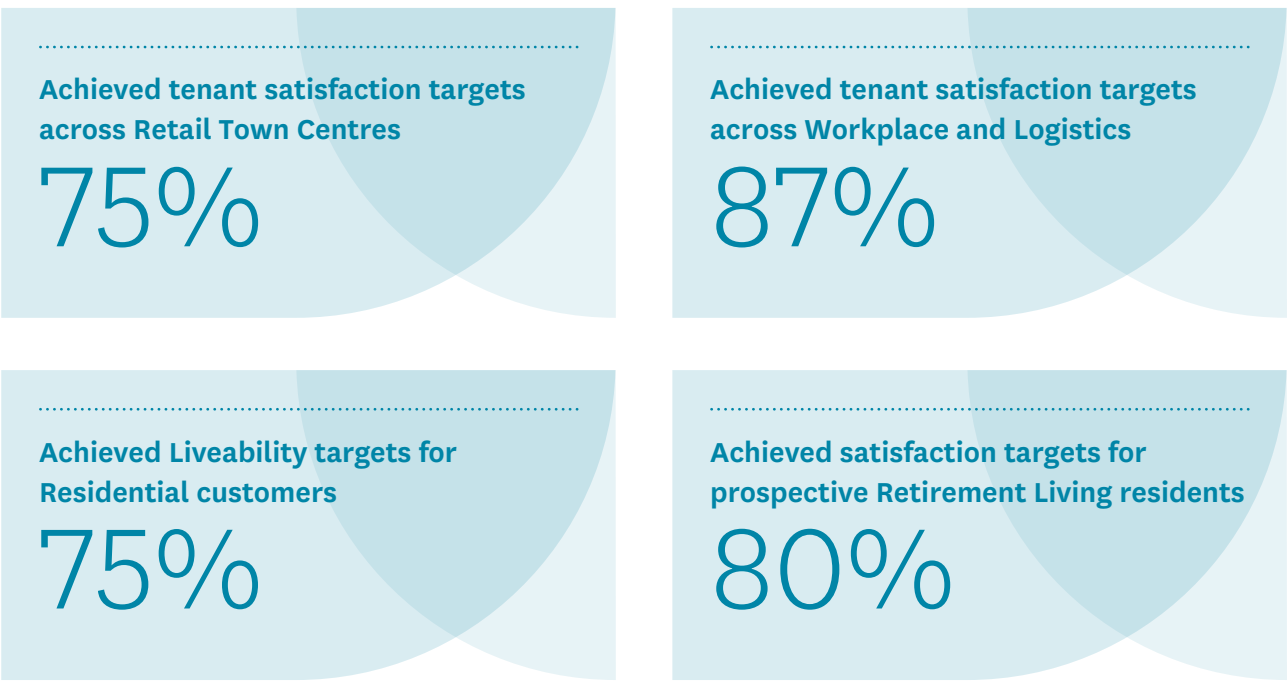 Achieved tenant satisfaction targets
across Retail Town Centres
75%
Achieved tenant satisfaction targets
across Workplace and Logistics
87%
Achieved Liveability targets for
Residential customers
75%
Achieved satisfaction targets for
prospective Retirement Living residents
80%